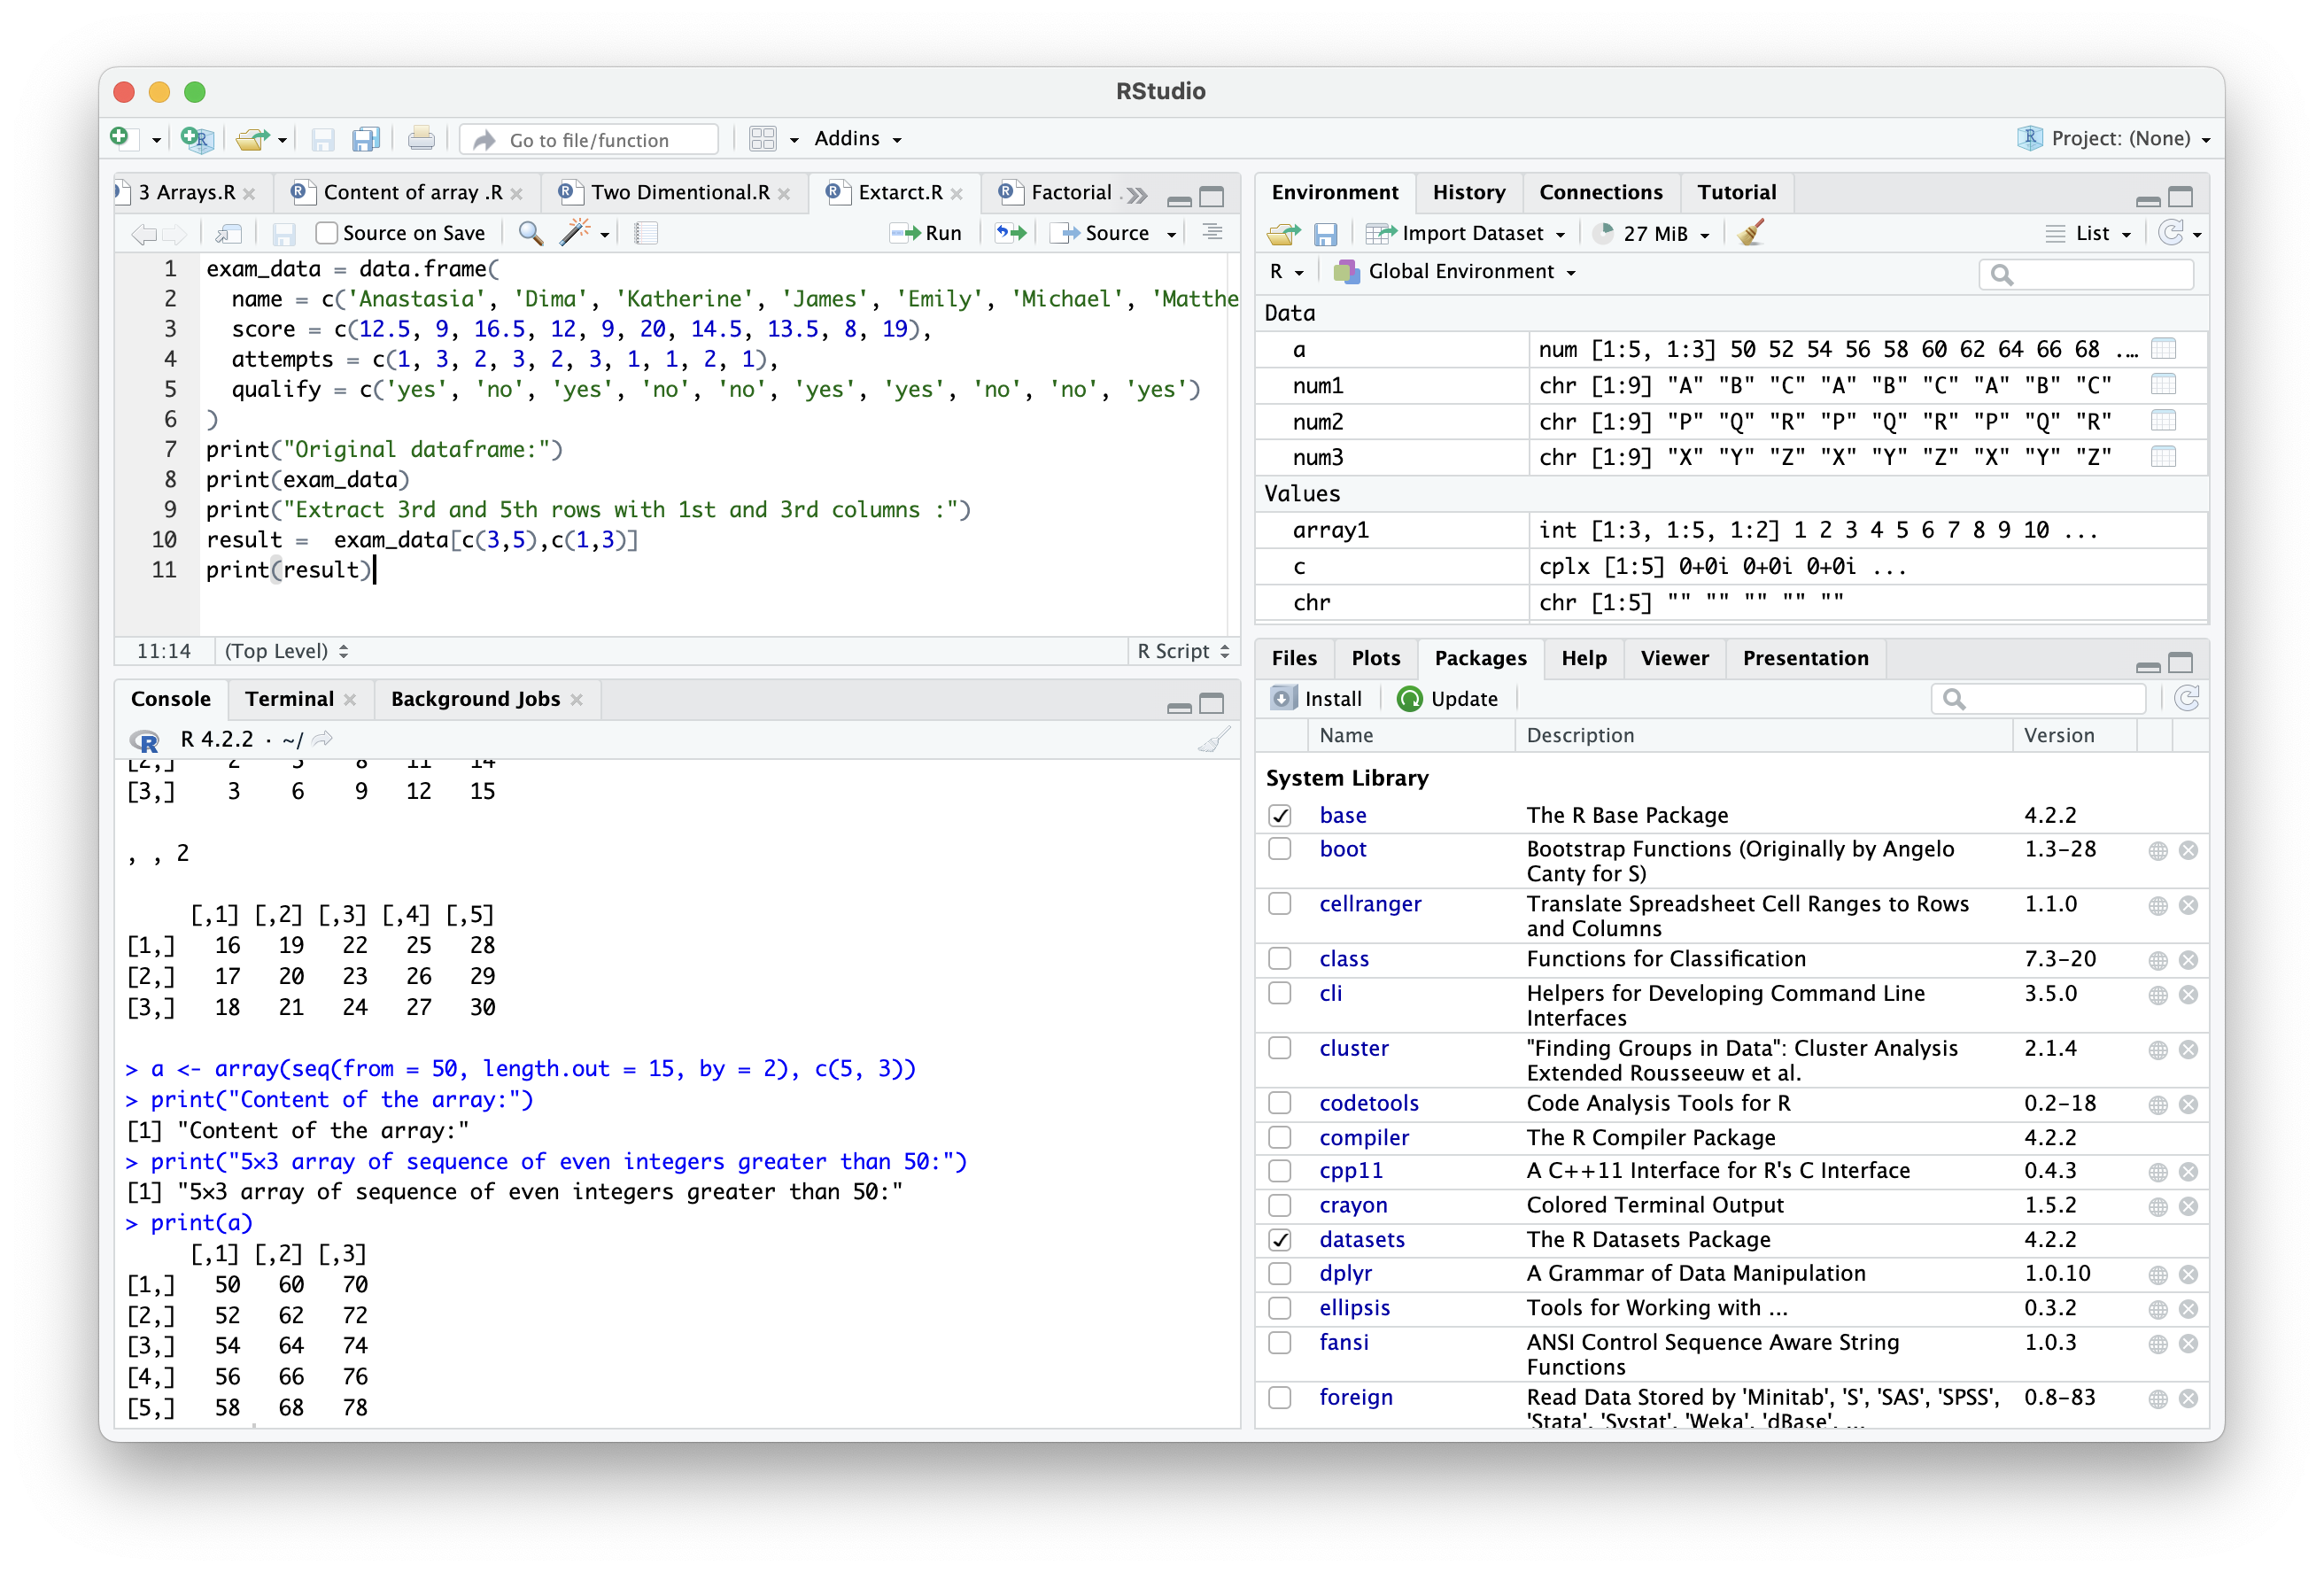 RStudio
Go to file/function Addins Project: (None)
3 Arrays.R Content of array .R Two Dimentional.R Extarct.R Factorial .
Source on Save Run Source
1 exam_data = data.frame(
2 name = c('Anastasia', 'Dima', 'Katherine', 'James', 'Emily', 'Michael', 'Matthe
3 score = c(12.5, 9, 16.5, 12, 9, 20, 14.5, 13.5, 8, 19),
4 attempts = c(1, 3, 2, 3, 2, 3, 1, 1, 2, 1),
5 qualify = c('yes', 'no', 'yes', 'no', 'no', 'yes', 'yes', 'no', 'no', 'yes')
6 )
7 print("Original dataframe:")
8 print(exam_data)
9 print("Extract 3rd and 5th rows with 1st and 3rd columns :")
10 result =  exam_data[c(3,5),c(1,3)]
11 print(result)
11:14 (Top Level) R Script
Console Terminal Background Jobs
R 4.2.2 · ~/
[2,] 2 5 8 11 14
[3,] 3 6 9 12 15
, , 2
[,1] [,2] [,3] [,4] [,5]
[1,] 16 19 22 25 28
[2,] 17 20 23 26 29
[3,] 18 21 24 27 30
> a <- array(seq(from = 50, length.out = 15, by = 2), c(5, 3))
> print("Content of the array:")
[1] "Content of the array:"
> print("5×3 array of sequence of even integers greater than 50:")
[1] "5×3 array of sequence of even integers greater than 50:"
> print(a)
[,1] [,2] [,3]
[1,] 50 60 70
[2,] 52 62 72
[3,] 54 64 74
[4,] 56 66 76
[5,] 58 68 78
Environment History Connections Tutorial
Import Dataset 27 MiB List
R Global Environment
Data
a num [1:5, 1:3] 50 52 54 56 58 60 62 64 66 68 ...
num1 chr [1:9] "A" "B" "C" "A" "B" "C" "A" "B" "C"
num2 chr [1:9] "P" "Q" "R" "P" "Q" "R" "P" "Q" "R"
num3 chr [1:9] "X" "Y" "Z" "X" "Y" "Z" "X" "Y" "Z"
Values
array1 int [1:3, 1:5, 1:2] 1 2 3 4 5 6 7 8 9 10 ...
c cplx [1:5] 0+0i 0+0i 0+0i ...
chr chr [1:5] "" "" "" "" ""
Files Plots Packages Help Viewer Presentation
Install Update
Name Description Version
System Library
base The R Base Package 4.2.2
boot Bootstrap Functions (Originally by Angelo 1.3-28
Canty for S)
cellranger Translate Spreadsheet Cell Ranges to Rows 1.1.0
and Columns
class Functions for Classification 7.3-20
cli Helpers for Developing Command Line 3.5.0
Interfaces
cluster "Finding Groups in Data": Cluster Analysis 2.1.4
Extended Rousseeuw et al.
codetools Code Analysis Tools for R 0.2-18
compiler The R Compiler Package 4.2.2
cpp11 A C++11 Interface for R's C Interface 0.4.3
crayon Colored Terminal Output 1.5.2
datasets The R Datasets Package 4.2.2
dplyr A Grammar of Data Manipulation 1.0.10
ellipsis Tools for Working with ... 0.3.2
fansi ANSI Control Sequence Aware String 1.0.3
Functions
foreign Read Data Stored by 'Minitab', 'S', 'SAS', 'SPSS', 0.8-83
'Stata', 'Systat', 'Weka', 'dBase', ...